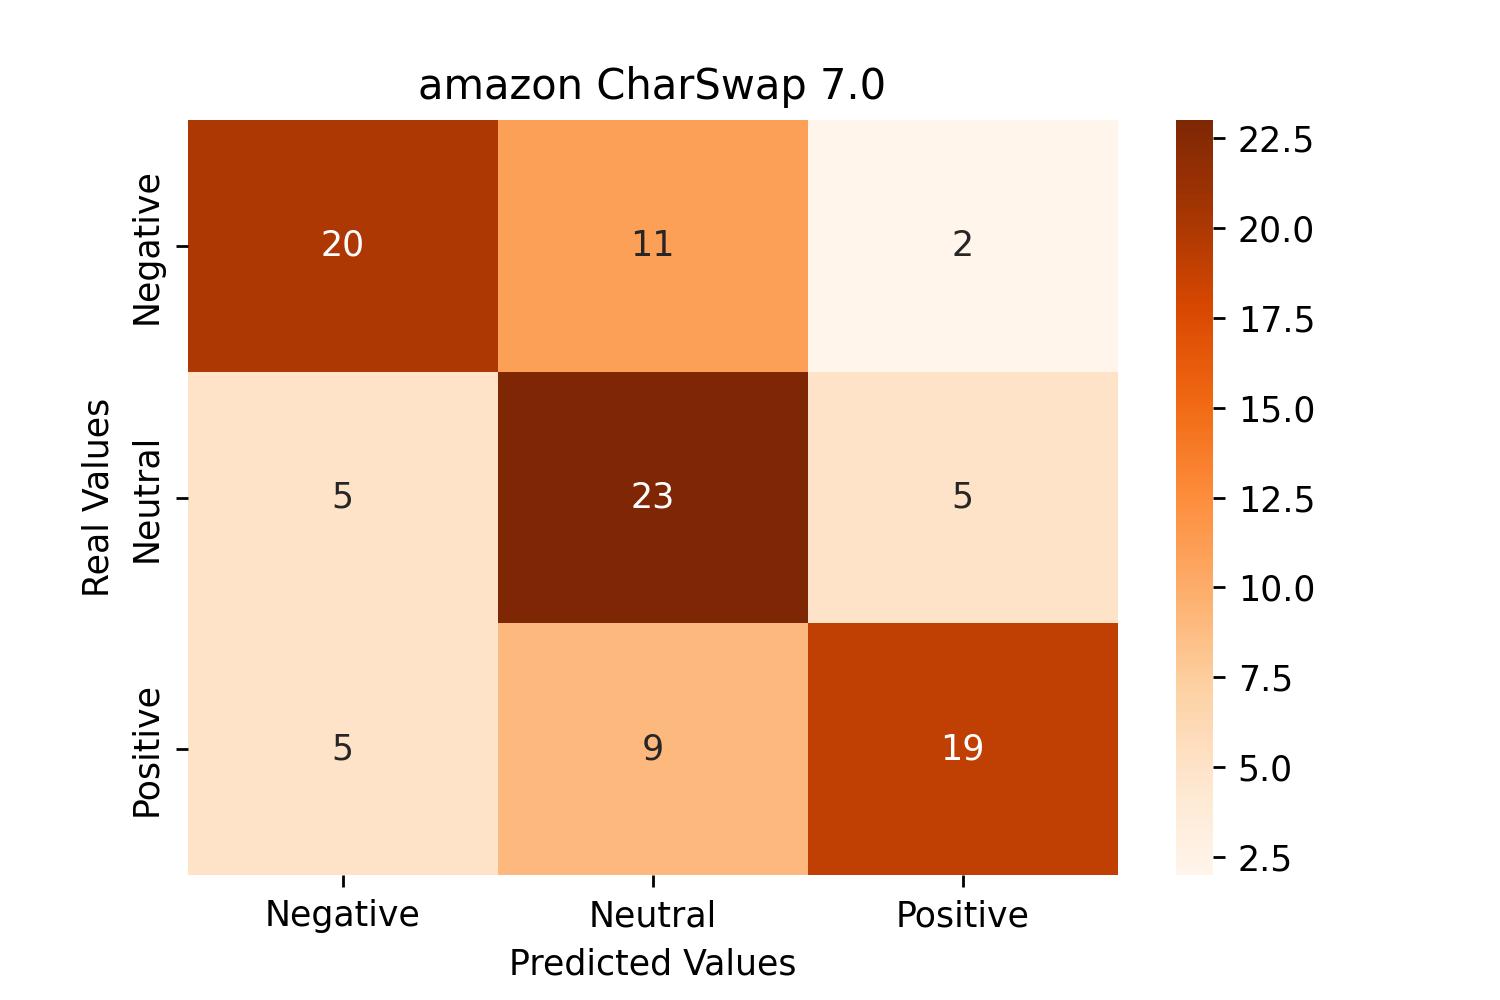 amazon CharSwap 7.0
Real Values
Negative
20 11 2
Neutral
5 23 5
Positive
5 9 19
Negative Neutral Positive
Predicted Values
22.5
20.0
17.5
15.0
12.5
10.0
7.5
5.0
2.5